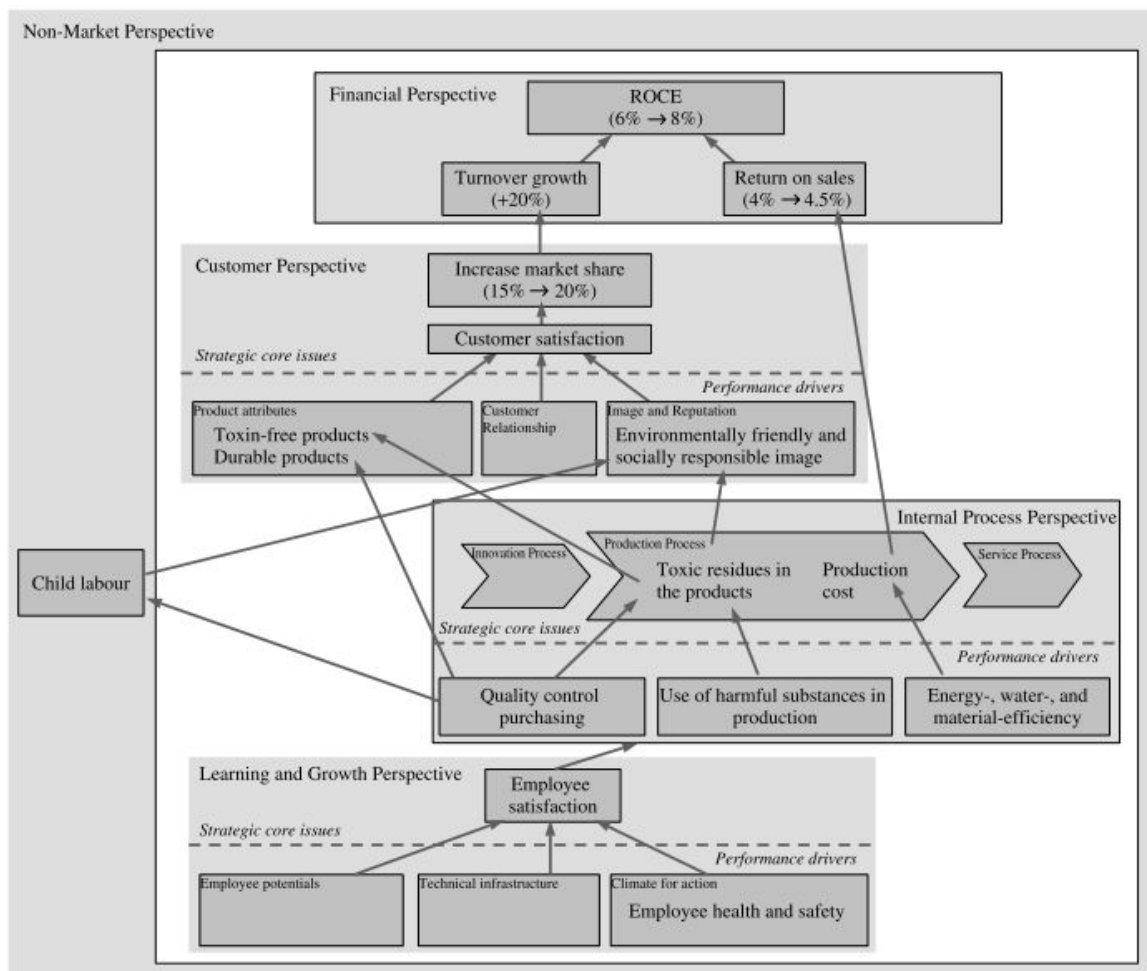 Non-Market Perspective
Financial Perspective
ROCE
(6% → 8%)
Turnover growth
(+20%)
Return on sales
(4% → 4.5%)
Customer Perspective
Increase market share
(15% → 20%)
Customer satisfaction
Strategic core issues
Performance drivers
Product attributes
Toxin-free products
Durable products
Customer
Relationship
Image and Reputation
Environmentally friendly and
socially responsible image
Internal Process Perspective
Child labour
Innovation Process
Production Process
Toxic residues in
the products
Production
cost
Service Process
Strategic core issues
Performance drivers
Quality control
purchasing
Use of harmful substances in
production
Energy-, water-, and
material-efficiency
Learning and Growth Perspective
Employee
satisfaction
Strategic core issues
Performance drivers
Employee potentials
Technical infrastructure
Climate for action
Employee health and safety